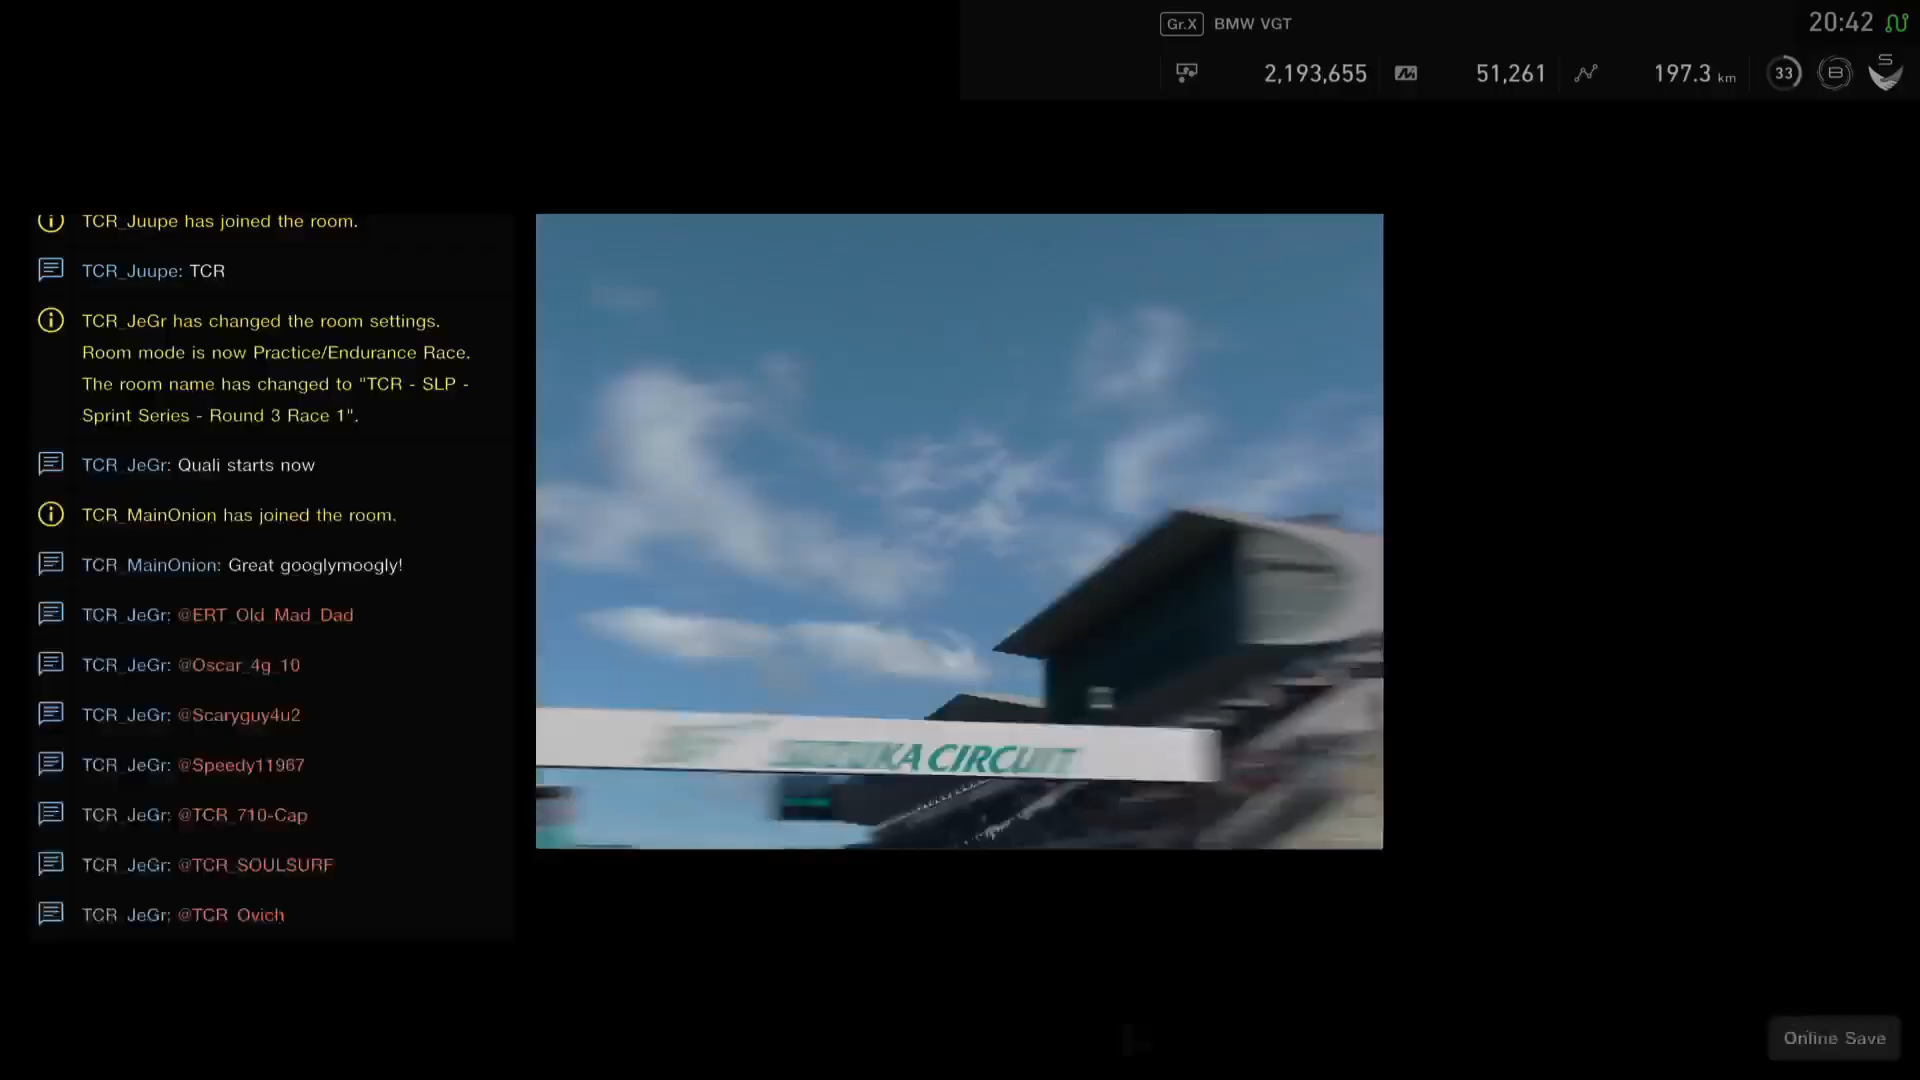 Gr.X BMW VGT
20:42
2,193,655
51,261
197.3 km
33
B
S
TCR_Juupe has joined the room.
TCR_Juupe: TCR
TCR_JeGr has changed the room settings.
Room mode is now Practice/Endurance Race.
The room name has changed to "TCR - SLP -
Sprint Series - Round 3 Race 1".
TCR_JeGr: Quali starts now
TCR_MainOnion has joined the room.
TCR_MainOnion: Great googlymoogly!
TCR_JeGr: @ERT_Old_Mad_Dad
TCR_JeGr: @Oscar_4g_10
TCR_JeGr: @Scaryguy4u2
TCR_JeGr: @Speedy11967
TCR_JeGr: @TCR_710-Cap
TCR_JeGr: @TCR_SOULSURF
TCR_JeGr: @TCR_Ovich
SUZUKA CIRCUIT
Online Save